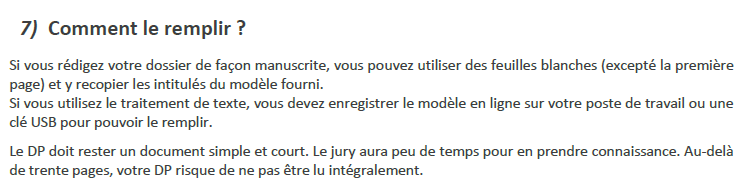 7) Comment le remplir ?
Si vous rédigez votre dossier de façon manuscrite, vous pouvez utiliser des feuilles blanches (excepté la première
page) et y recopier les intitulés du modèle fourni.
Si vous utilisez le traitement de texte, vous devez enregistrer le modèle en ligne sur votre poste de travail ou une
clé USB pour pouvoir le remplir.
Le DP doit rester un document simple et court. Le jury aura peu de temps pour en prendre connaissance. Au-delà
de trente pages, votre DP risque de ne pas être lu intégralement.